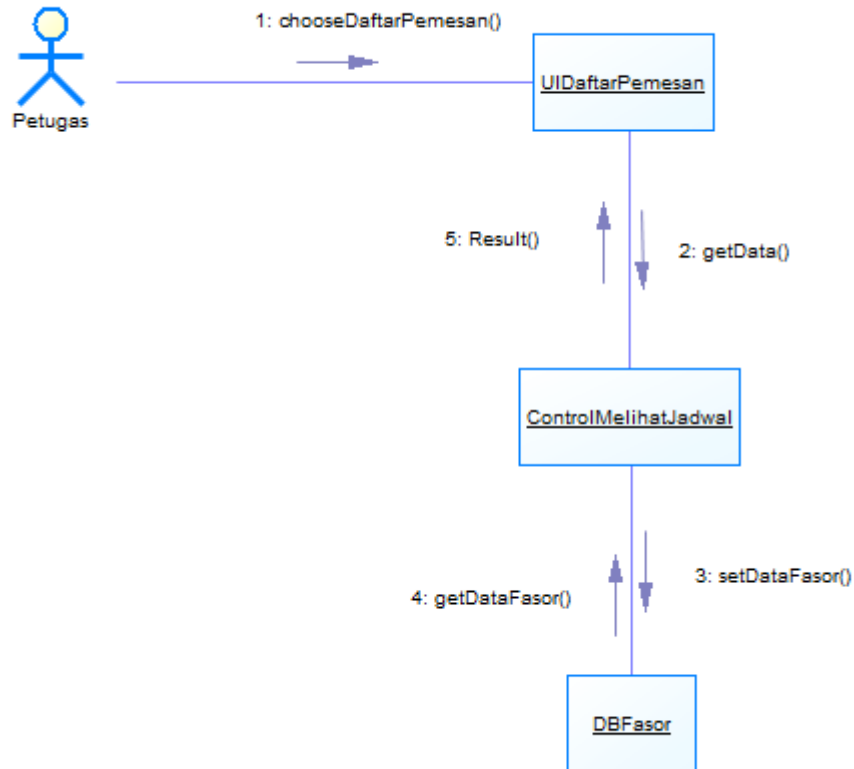 1: chooseDaftarPemesan()
UIDaftarPemesan
Petugas
5: Result()
2: getData()
ControlMelihatJadwal
3: setDataFasor()
4: getDataFasor()
DBFasor